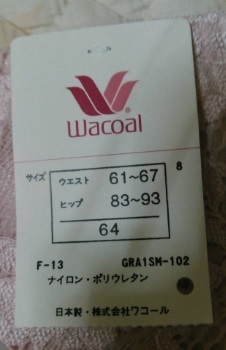 Wacoal®
サイズ 8
ウエスト 61~67
ヒップ 83~93
64
F-13 GRA1SM-102
ナイロン・ポリウレタン
日本製・株式会社ワコール